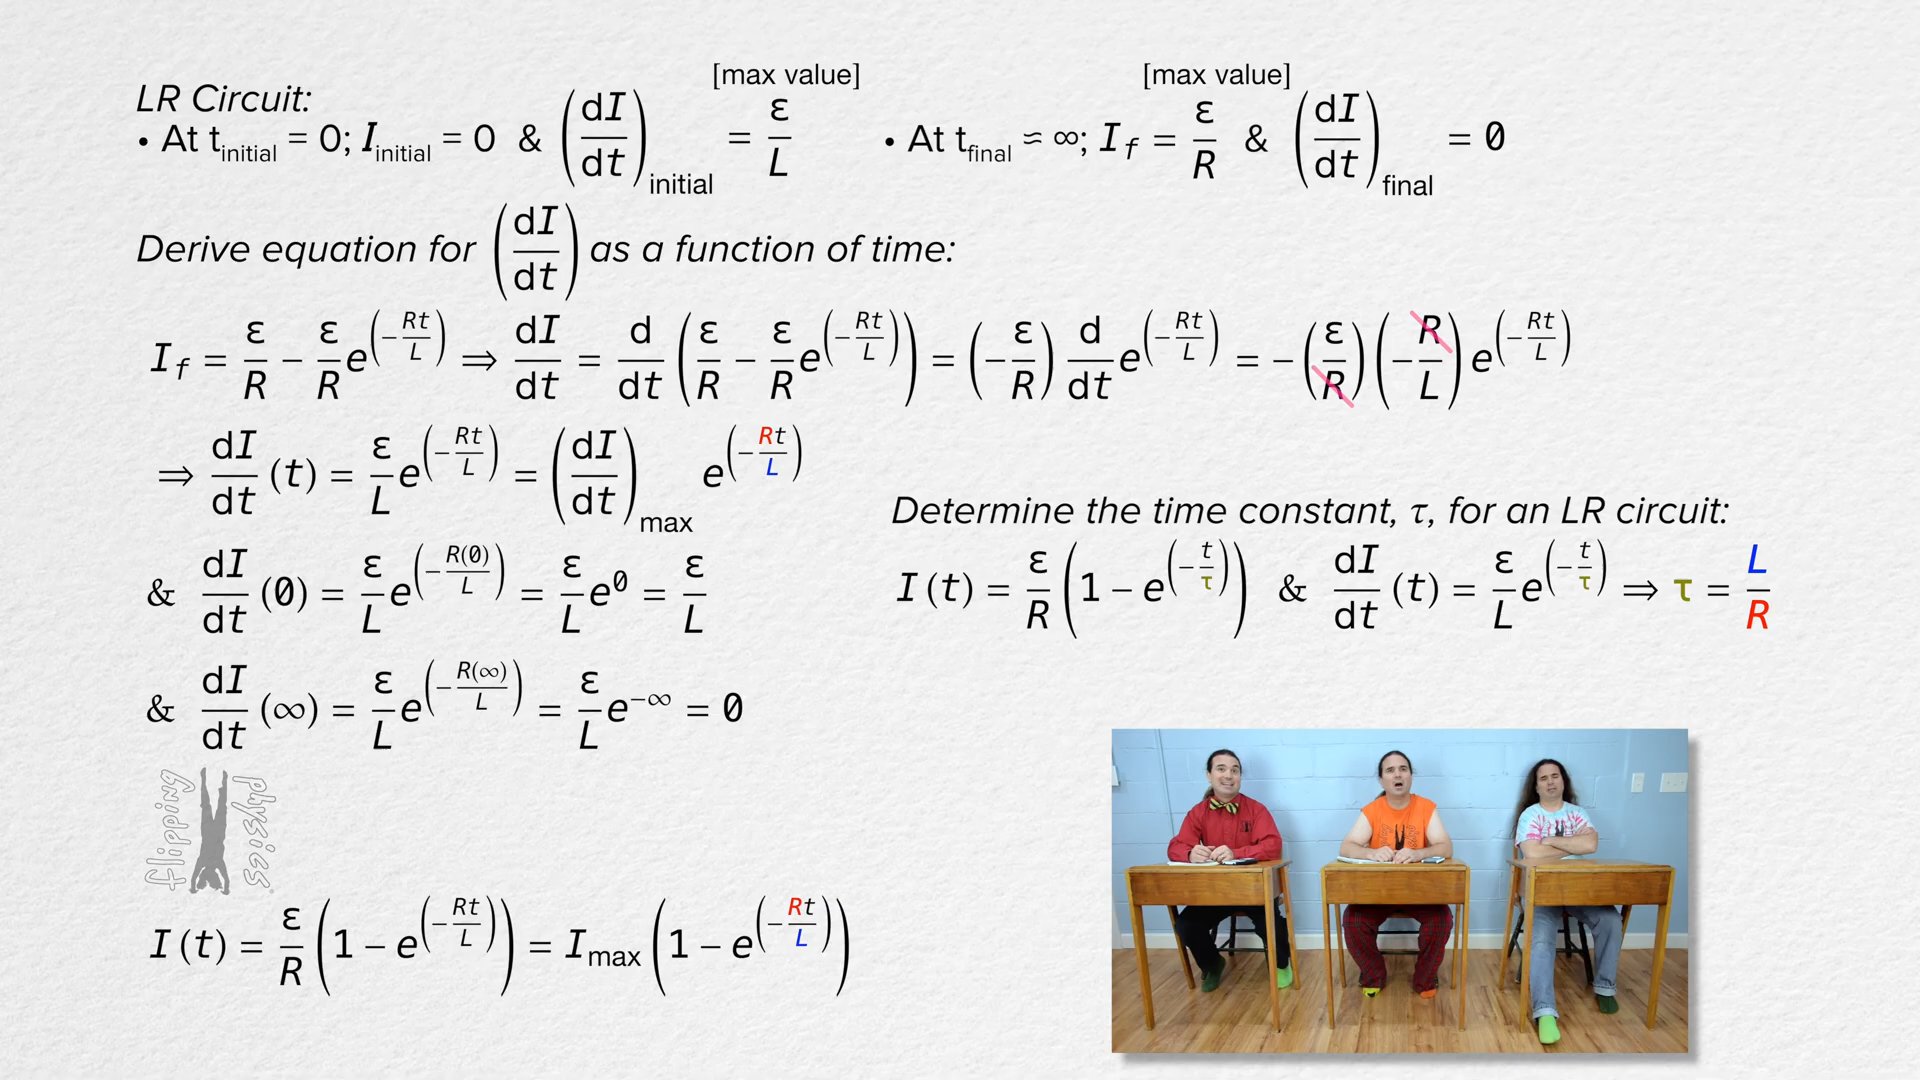 LR Circuit:
[max value] [max value]
• At t_initial = 0; I_initial = 0 & (dI/dt)_initial = ε/L • At t_final ≈ ∞; I_f = ε/R & (dI/dt)_final = 0
Derive equation for (dI/dt) as a function of time:
I_f = ε/R − ε/R e^(−Rt/L) ⇒ dI/dt = d/dt (ε/R − ε/R e^(−Rt/L)) = (−ε/R) d/dt e^(−Rt/L) = −(ε/R)(−R/L) e^(−Rt/L)
⇒ dI/dt (t) = ε/L e^(−Rt/L) = (dI/dt)_max e^(−Rt/L)
& dI/dt (0) = ε/L e^(−R(0)/L) = ε/L e^0 = ε/L
& dI/dt (∞) = ε/L e^(−R(∞)/L) = ε/L e^−∞ = 0
flipping physics
I (t) = ε/R (1 − e^(−Rt/L)) = I_max (1 − e^(−Rt/L))
Determine the time constant, τ, for an LR circuit:
I (t) = ε/R (1 − e^(−t/τ)) & dI/dt (t) = ε/L e^(−t/τ) ⇒ τ = L/R